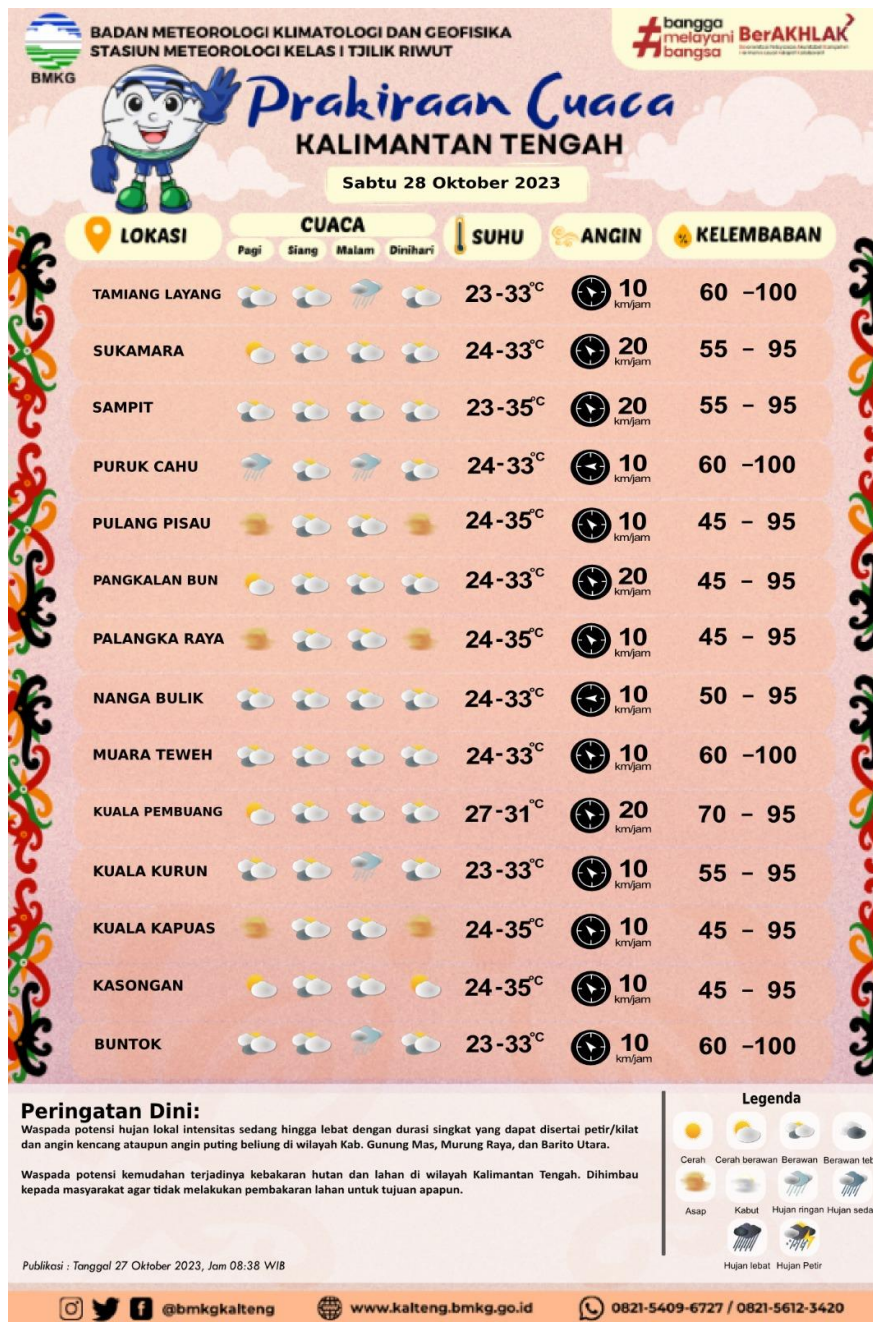 BADAN METEOROLOGI KLIMATOLOGI DAN GEOFISIKA
STASIUN METEOROLOGI KELAS I TJILIK RIWUT
BMKG
# bangga melayani bangsa
BerAKHLAK
Prakiraan Cuaca
KALIMANTAN TENGAH
Sabtu 28 Oktober 2023
LOKASI CUACA SUHU ANGIN % KELEMBABAN
Pagi Siang Malam Dinihari
TAMIANG LAYANG 23-33°C 10 km/jam 60 –100
SUKAMARA 24-33°C 20 km/jam 55 – 95
SAMPIT 23-35°C 20 km/jam 55 – 95
PURUK CAHU 24-33°C 10 km/jam 60 –100
PULANG PISAU 24-35°C 10 km/jam 45 – 95
PANGKALAN BUN 24-33°C 20 km/jam 45 – 95
PALANGKA RAYA 24-35°C 10 km/jam 45 – 95
NANGA BULIK 24-33°C 10 km/jam 50 – 95
MUARA TEWEH 24-33°C 10 km/jam 60 –100
KUALA PEMBUANG 27-31°C 20 km/jam 70 – 95
KUALA KURUN 23-33°C 10 km/jam 55 – 95
KUALA KAPUAS 24-35°C 10 km/jam 45 – 95
KASONGAN 24-35°C 10 km/jam 45 – 95
BUNTOK 23-33°C 10 km/jam 60 –100
Peringatan Dini:
Waspada potensi hujan lokal intensitas sedang hingga lebat dengan durasi singkat yang dapat disertai petir/kilat
dan angin kencang ataupun angin puting beliung di wilayah Kab. Gunung Mas, Murung Raya, dan Barito Utara.
Waspada potensi kemudahan terjadinya kebakaran hutan dan lahan di wilayah Kalimantan Tengah. Dihimbau
kepada masyarakat agar tidak melakukan pembakaran lahan untuk tujuan apapun.
Publikasi : Tanggal 27 Oktober 2023, Jam 08:38 WIB
Legenda
Cerah Cerah berawan Berawan Berawan teb
Asap Kabut Hujan ringan Hujan seda
Hujan lebat Hujan Petir
@bmkgkalteng www.kalteng.bmkg.go.id 0821-5409-6727 / 0821-5612-3420